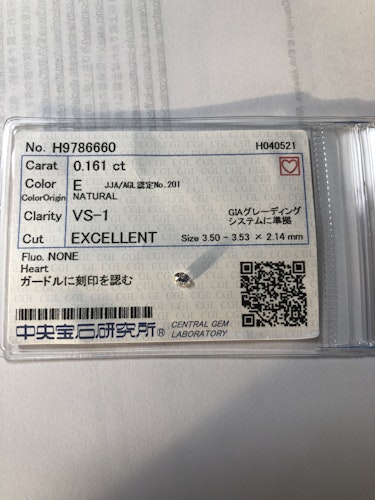 No. H9786660 H040521
Carat 0.161 ct
Color E JJA/AGL認定No.201
ColorOrigin NATURAL
Clarity VS-1 GIAグレーディング
システムに準拠
Cut EXCELLENT Size 3.50 - 3.53 × 2.14 mm
Fluo. NONE
Heart
ガードルに刻印を認む
中央宝石研究所® CENTRAL GEM
LABORATORY